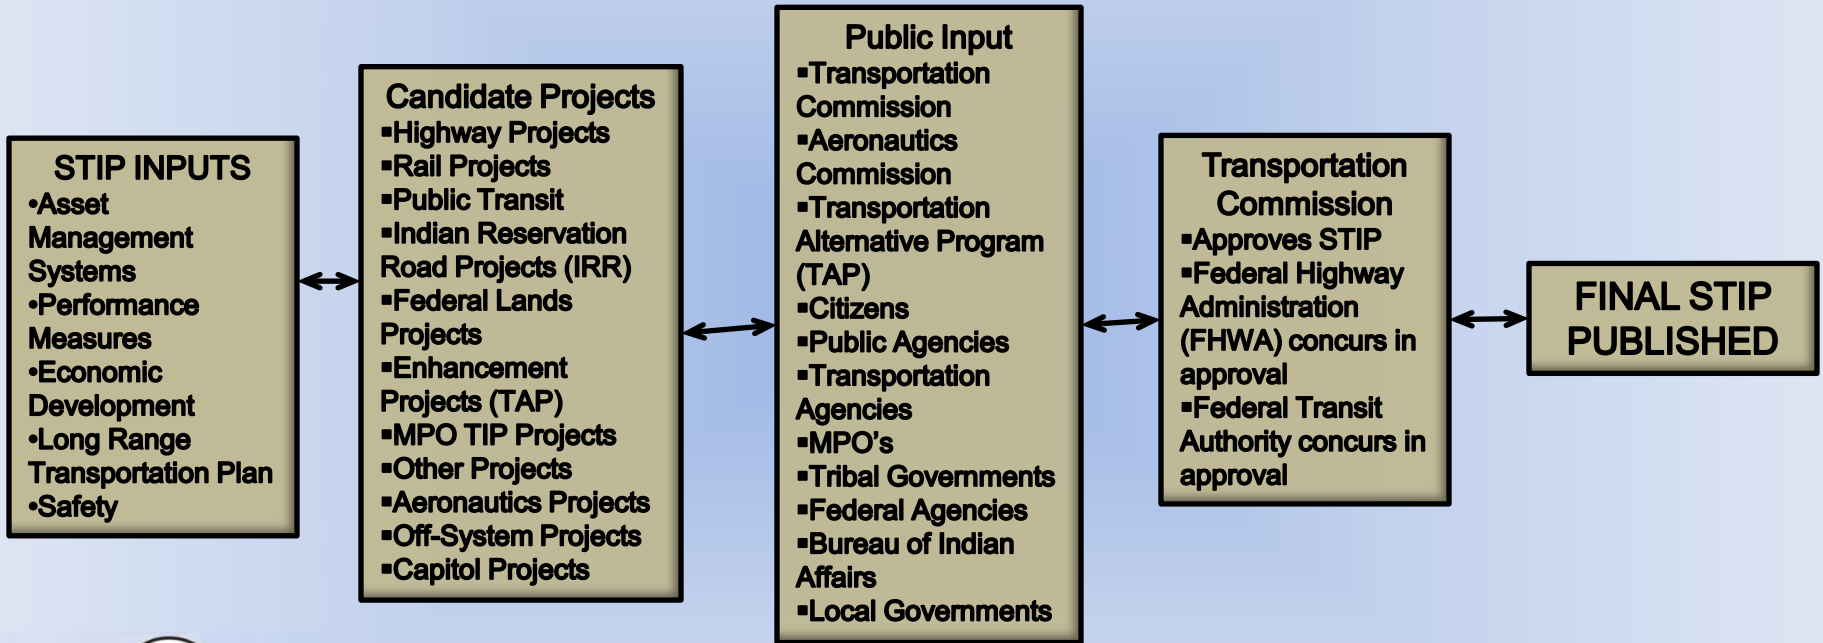 STIP INPUTS
•Asset
Management
Systems
•Performance
Measures
•Economic
Development
•Long Range
Transportation Plan
•Safety
Candidate Projects
▪Highway Projects
▪Rail Projects
▪Public Transit
▪Indian Reservation
Road Projects (IRR)
▪Federal Lands
Projects
▪Enhancement
Projects (TAP)
▪MPO TIP Projects
▪Other Projects
▪Aeronautics Projects
▪Off-System Projects
▪Capitol Projects
Public Input
▪Transportation
Commission
▪Aeronautics
Commission
▪Transportation
Alternative Program
(TAP)
▪Citizens
▪Public Agencies
▪Transportation
Agencies
▪MPO's
▪Tribal Governments
▪Federal Agencies
▪Bureau of Indian
Affairs
▪Local Governments
Transportation
Commission
▪Approves STIP
▪Federal Highway
Administration
(FHWA) concurs in
approval
▪Federal Transit
Authority concurs in
approval
FINAL STIP
PUBLISHED